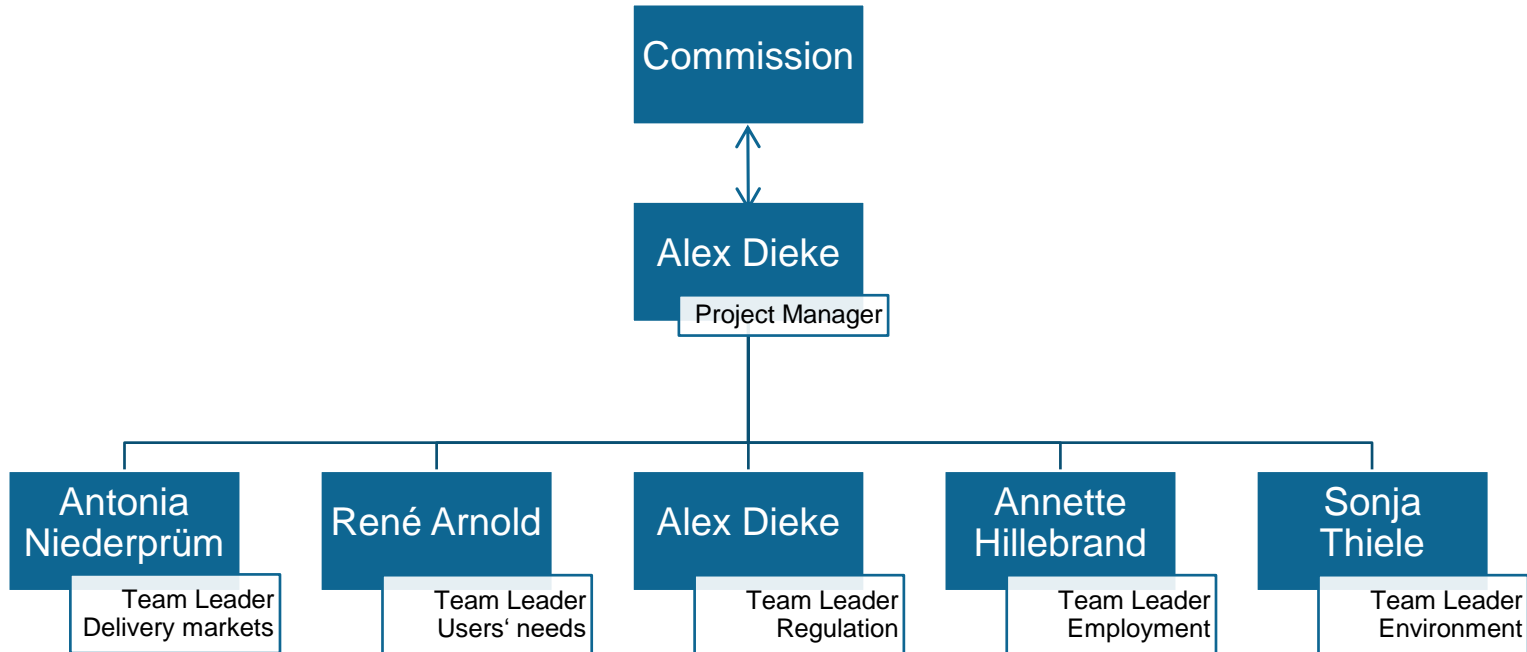 Commission
Alex Dieke
Project Manager
Antonia
Niederprüm
Team Leader
Delivery markets
René Arnold
Team Leader
Users‘ needs
Alex Dieke
Team Leader
Regulation
Annette
Hillebrand
Team Leader
Employment
Sonja
Thiele
Team Leader
Environment